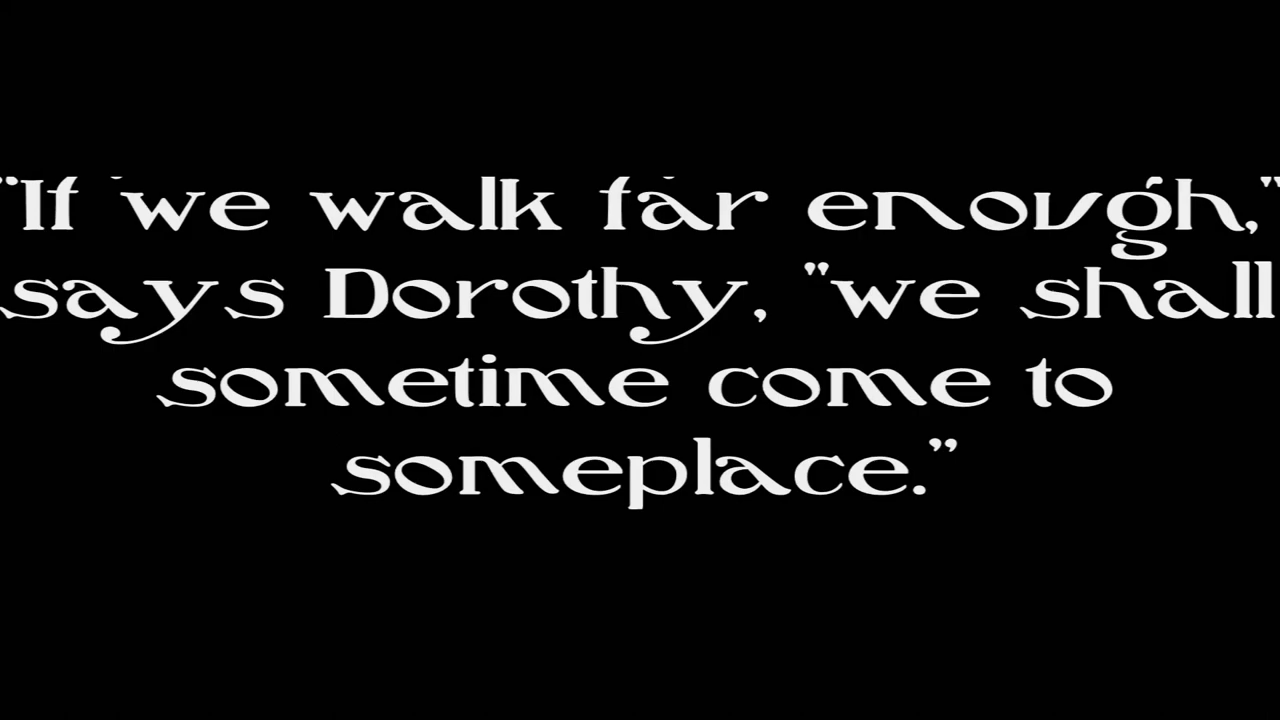 "If we walk far enough,"
says Dorothy, "we shall
sometime come to
someplace."